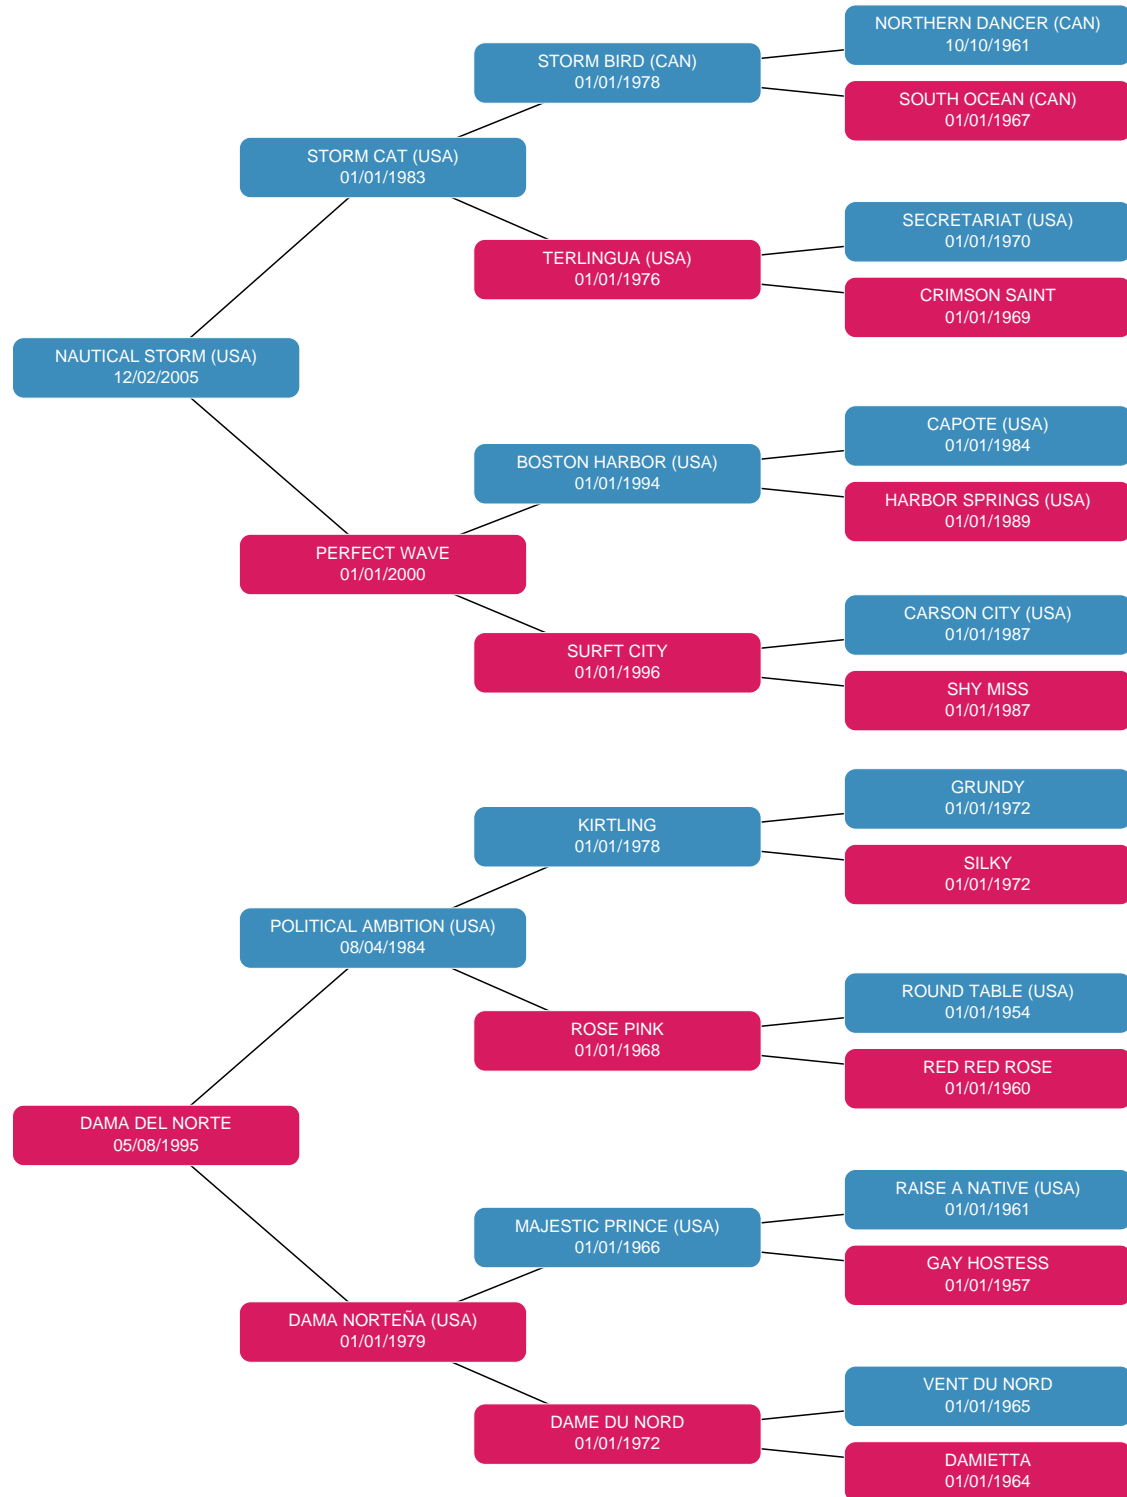 NORTHERN DANCER (CAN)
10/10/1961
STORM BIRD (CAN)
01/01/1978
SOUTH OCEAN (CAN)
01/01/1967
STORM CAT (USA)
01/01/1983
SECRETARIAT (USA)
01/01/1970
TERLINGUA (USA)
01/01/1976
CRIMSON SAINT
01/01/1969
NAUTICAL STORM (USA)
12/02/2005
CAPOTE (USA)
01/01/1984
BOSTON HARBOR (USA)
01/01/1994
HARBOR SPRINGS (USA)
01/01/1989
PERFECT WAVE
01/01/2000
CARSON CITY (USA)
01/01/1987
SURFT CITY
01/01/1996
SHY MISS
01/01/1987
GRUNDY
01/01/1972
KIRTLING
01/01/1978
SILKY
01/01/1972
POLITICAL AMBITION (USA)
08/04/1984
ROUND TABLE (USA)
01/01/1954
ROSE PINK
01/01/1968
RED RED ROSE
01/01/1960
DAMA DEL NORTE
05/08/1995
RAISE A NATIVE (USA)
01/01/1961
MAJESTIC PRINCE (USA)
01/01/1966
GAY HOSTESS
01/01/1957
DAMA NORTEÑA (USA)
01/01/1979
VENT DU NORD
01/01/1965
DAME DU NORD
01/01/1972
DAMIETTA
01/01/1964